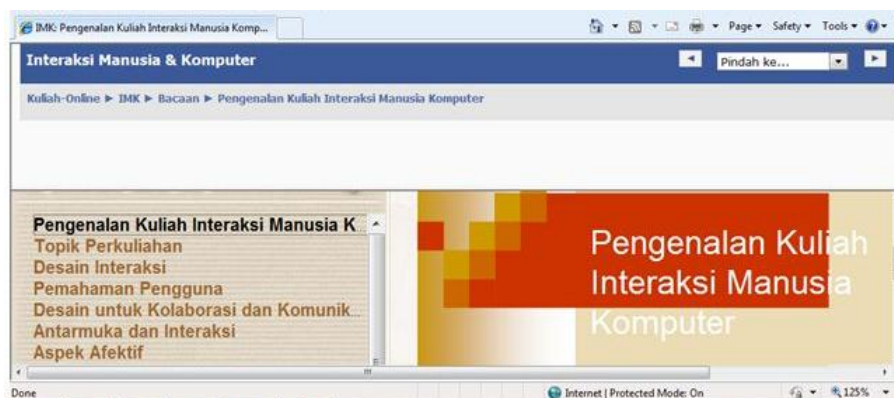 IMK: Pengenalan Kuliah Interaksi Manusia Komp...
Page Safety Tools
Interaksi Manusia & Komputer
Pindah ke...
Kuliah-Online ► IMK ► Bacaan ► Pengenalan Kuliah Interaksi Manusia Komputer
Pengenalan Kuliah Interaksi Manusia K
Topik Perkuliahan
Desain Interaksi
Pemahaman Pengguna
Desain untuk Kolaborasi dan Komunik...
Antarmuka dan Interaksi
Aspek Afektif
Pengenalan Kuliah
Interaksi Manusia
Komputer
Done
Internet | Protected Mode: On
125%